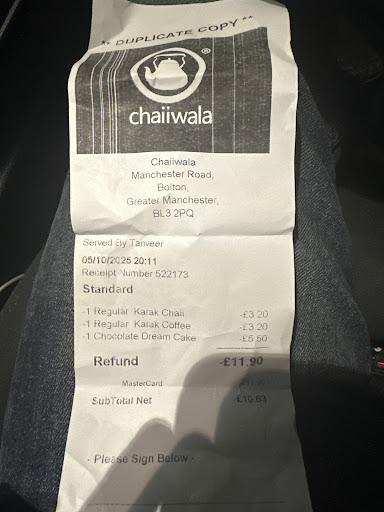 ** DUPLICATE COPY **
®
chaiiwala
Chaiiwala
Manchester Road,
Bolton,
Greater Manchester,
BL3 2PQ
Served By Tanveer
05/10/2025 20:11
Receipt Number 522173
Standard
-1 Regular Karak Chaii -£3.20
-1 Regular Karak Coffee -£3.20
-1 Chocolate Dream Cake -£5.50
Refund -£11.90
MasterCard
SubTotal Net -£10.83
- Please Sign Below -